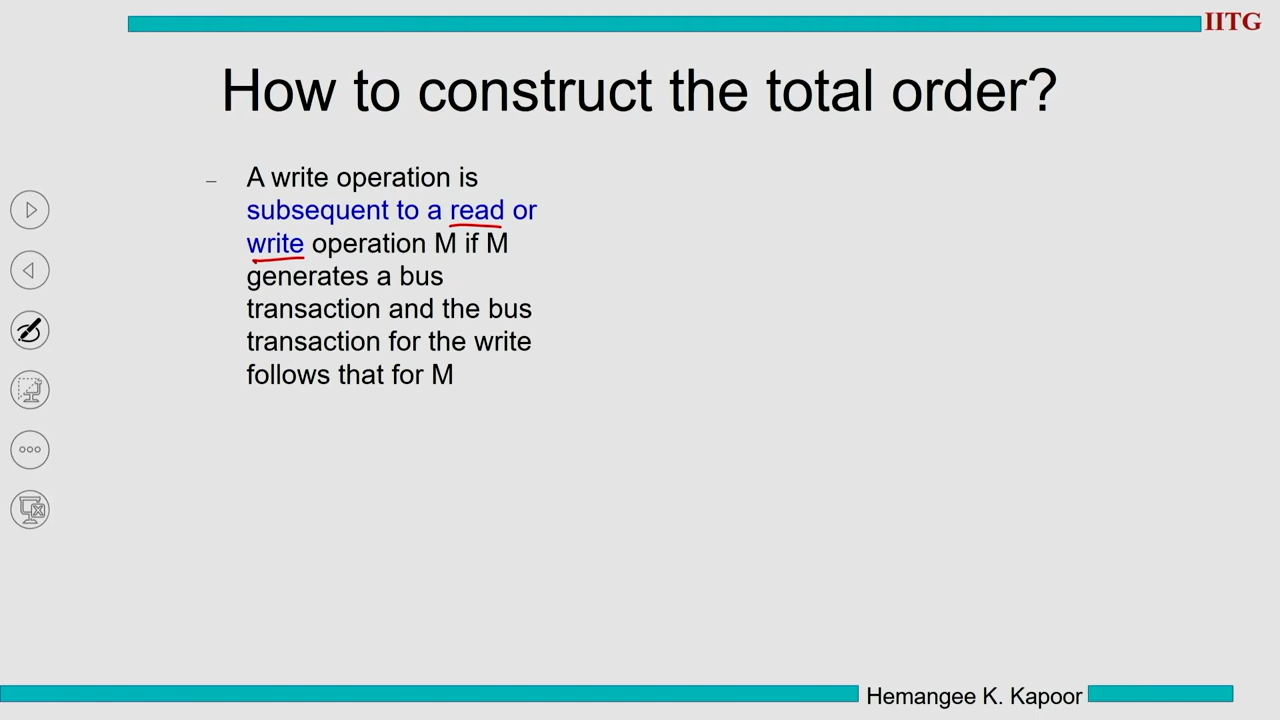 IITG
How to construct the total order?
– A write operation is
subsequent to a read or
write operation M if M
generates a bus
transaction and the bus
transaction for the write
follows that for M
Hemangee K. Kapoor